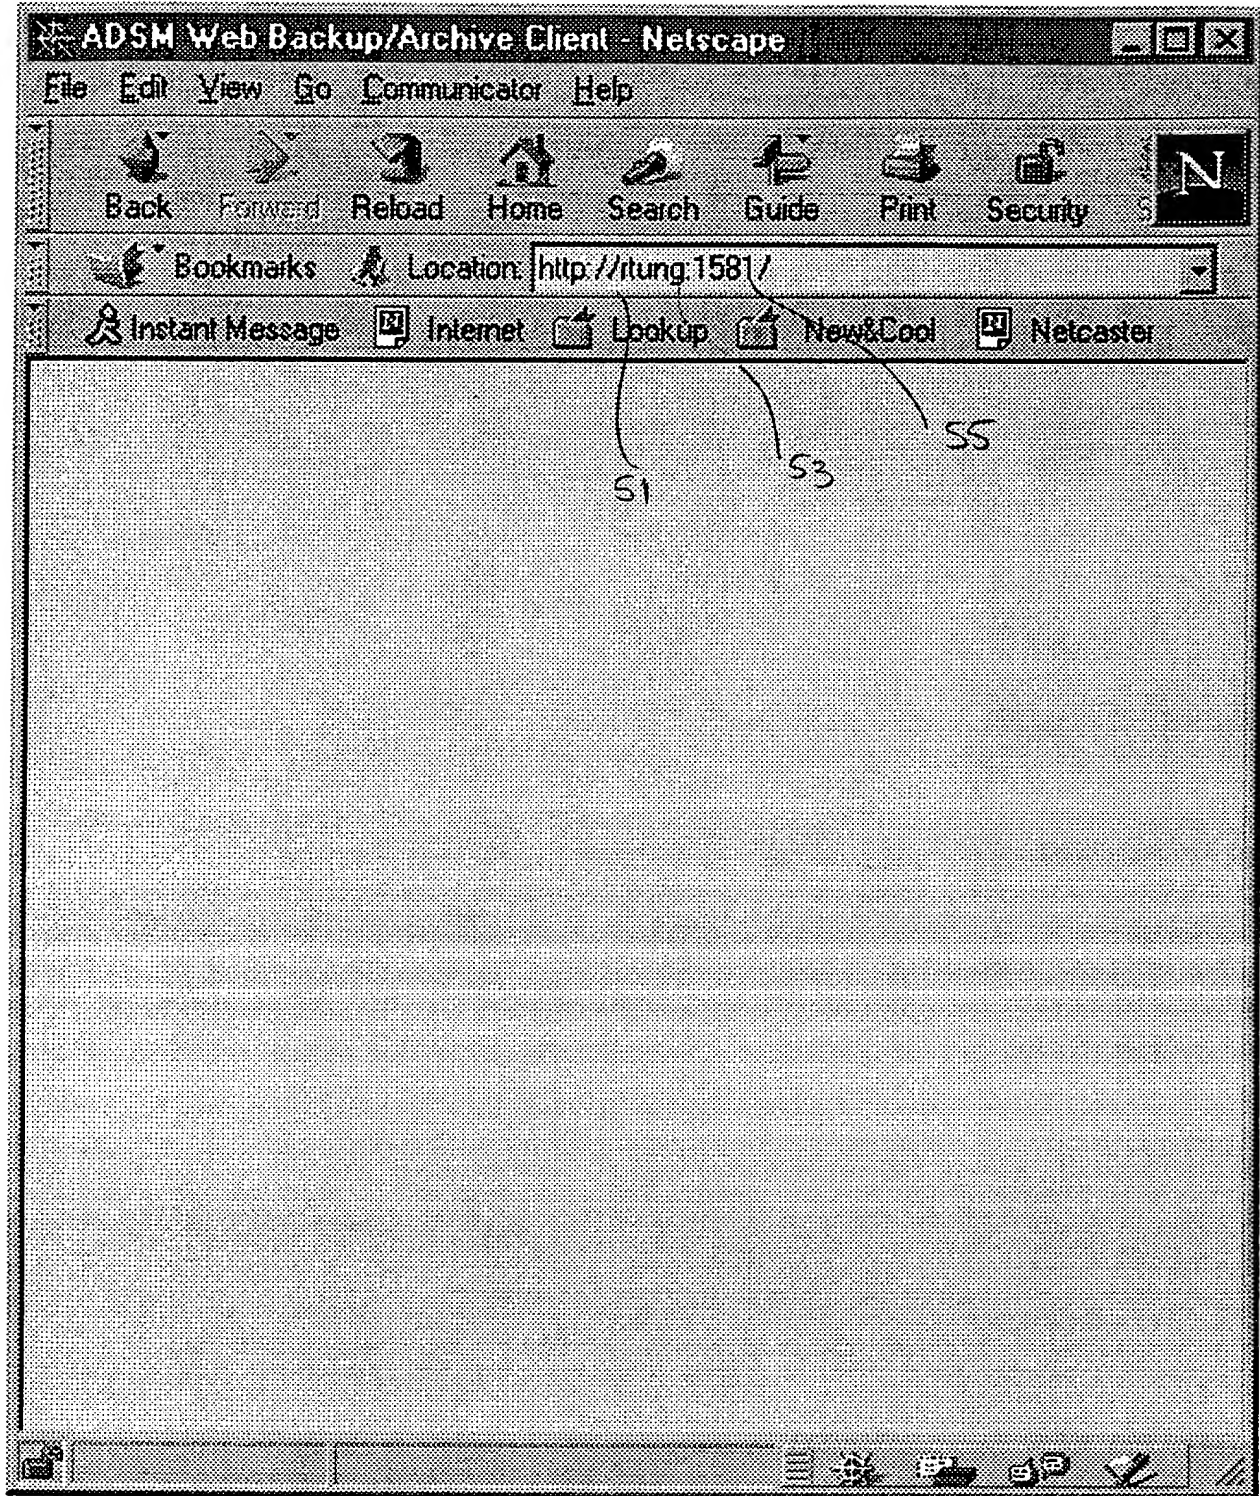 ADSM Web Backup/Archive Client - Netscape
File Edit View Go Communicator Help
Back Forward Reload Home Search Guide Print Security S
N
Bookmarks Location: http://rtung:1581/
Instant Message Internet Lookup New&Cool Netcaster
55
53
51